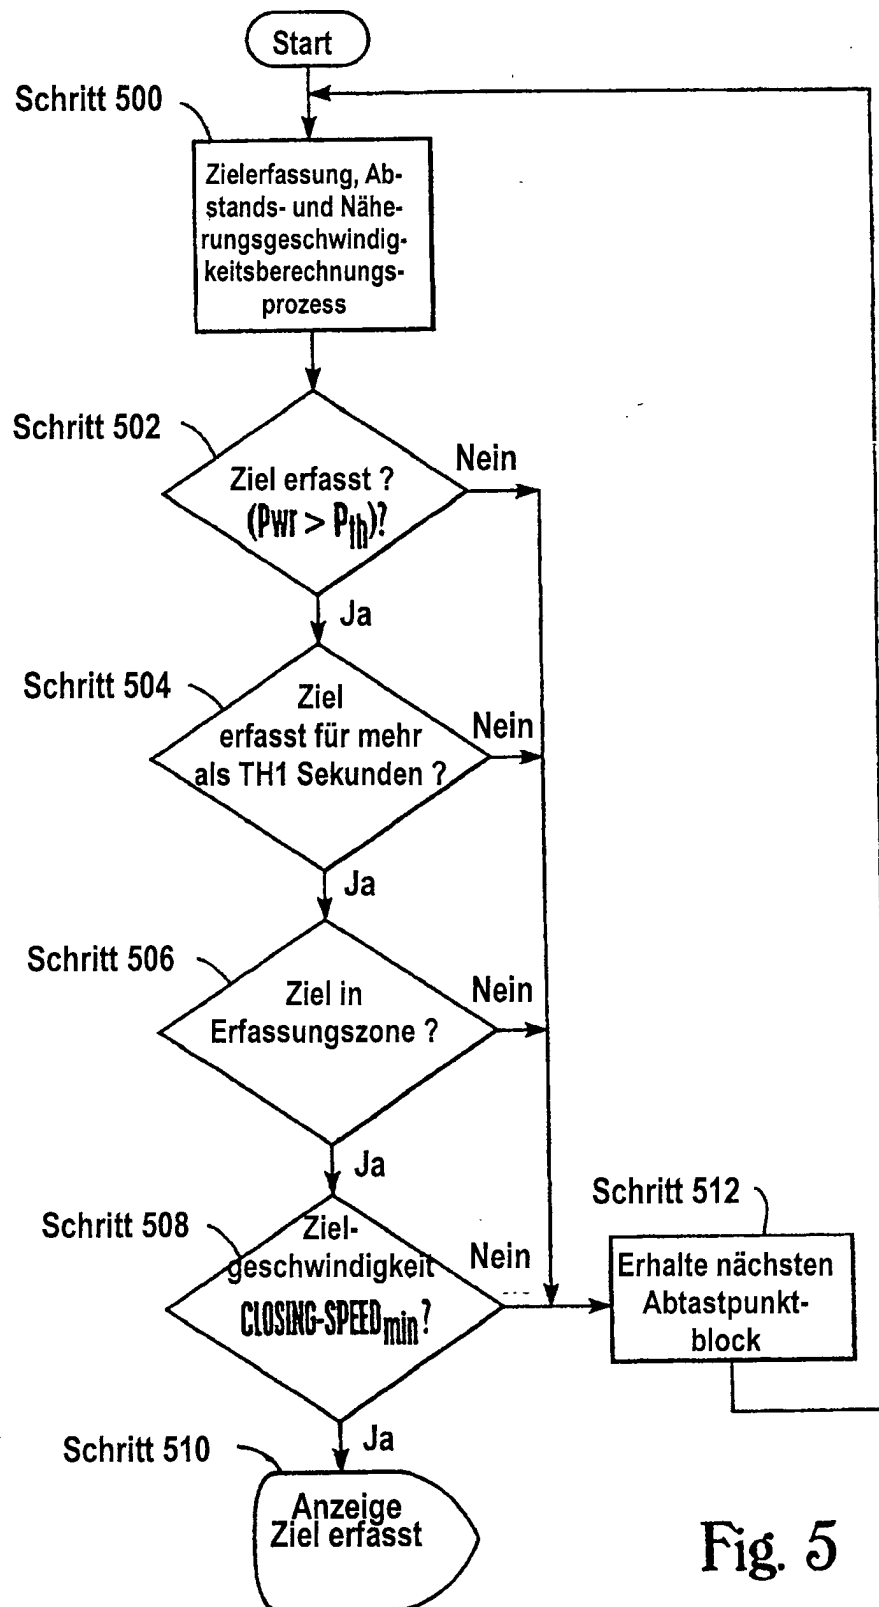 Start
Schritt 500
Zielerfassung, Ab-
stands- und Nähe-
rungsgeschwindig-
keitsberechnungs-
prozess
Schritt 502
Ziel erfasst ?
(Pwr > Pth)?
Nein
Ja
Schritt 504
Ziel
erfasst für mehr
als TH1 Sekunden ?
Nein
Ja
Schritt 506
Ziel in
Erfassungszone ?
Nein
Ja
Schritt 508
Ziel-
geschwindigkeit
CLOSING-SPEEDmin ?
Nein
Schritt 512
Erhalte nächsten
Abtastpunkt-
block
Ja
Schritt 510
Anzeige
Ziel erfasst
Fig. 5